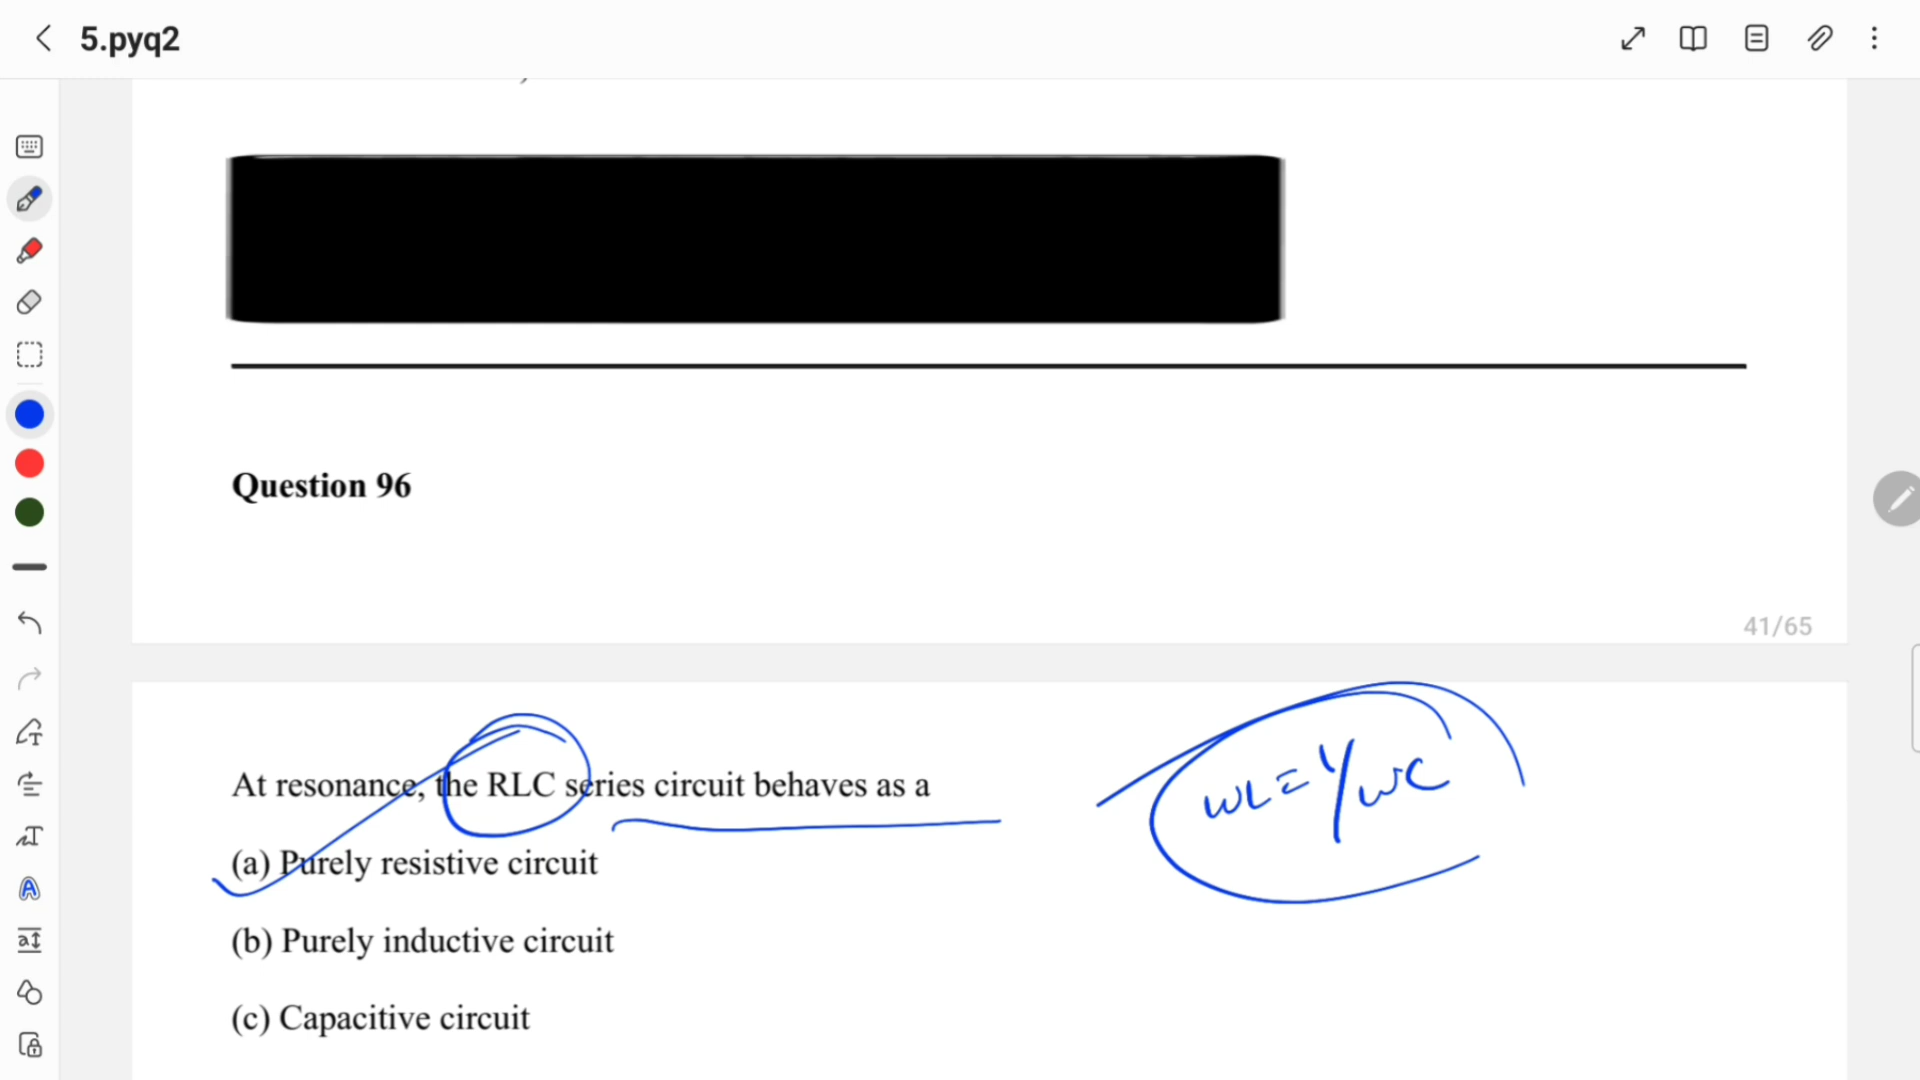 5.pyq2
Question 96
41/65
At resonance, the RLC series circuit behaves as a
ωL = 1/ωC
(a) Purely resistive circuit
(b) Purely inductive circuit
(c) Capacitive circuit